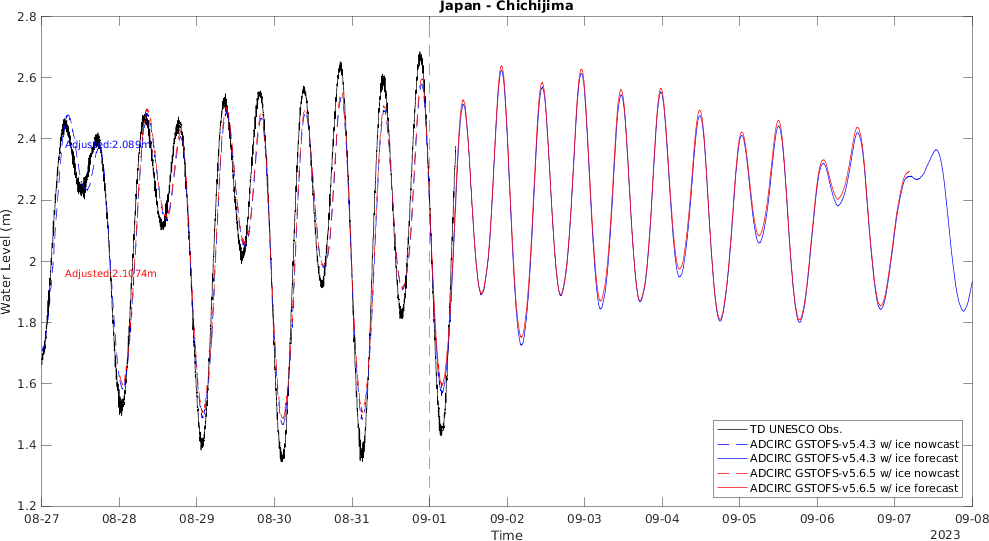 Japan - Chichijima
2.8
2.6
2.4
2.2
2
1.8
1.6
1.4
1.2
Water Level (m)
Adjusted:2.089m
Adjusted:2.1074m
TD UNESCO Obs.
ADCIRC GSTOFS-v5.4.3 w/ ice nowcast
ADCIRC GSTOFS-v5.4.3 w/ ice forecast
ADCIRC GSTOFS-v5.6.5 w/ ice nowcast
ADCIRC GSTOFS-v5.6.5 w/ ice forecast
08-27 08-28 08-29 08-30 08-31 09-01 09-02 09-03 09-04 09-05 09-06 09-07 09-08
Time
2023